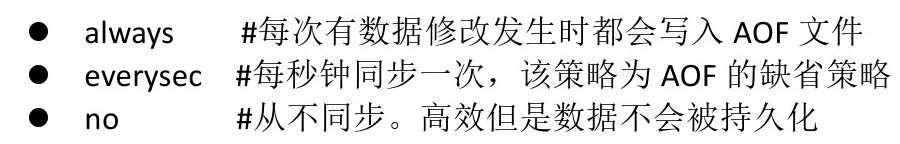 ● always #每次有数据修改发生时都会写入 AOF 文件
● everysec #每秒钟同步一次，该策略为 AOF 的缺省策略
● no #从不同步。高效但是数据不会被持久化